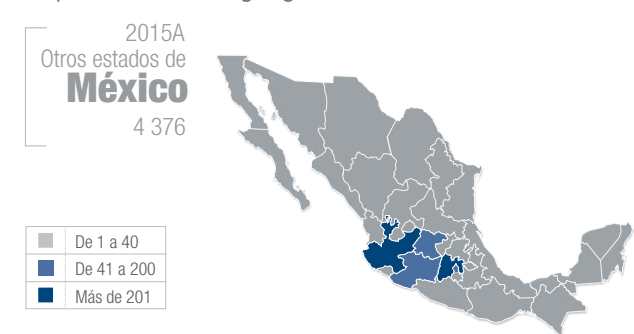 2015A
Otros estados de
México
4 376
De 1 a 40
De 41 a 200
Más de 201